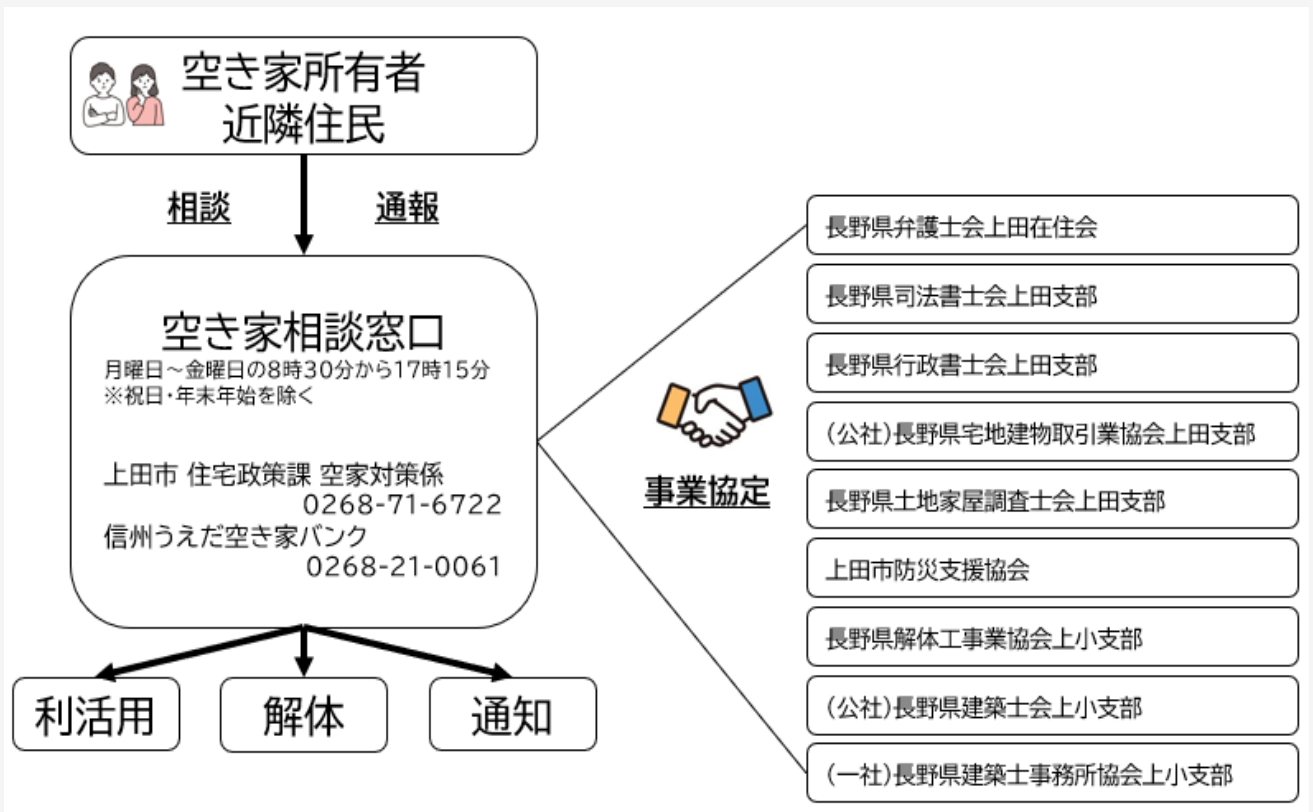 空き家所有者
近隣住民
相談
通報
空き家相談窓口
月曜日～金曜日の8時30分から17時15分
※祝日・年末年始を除く
上田市 住宅政策課 空家対策係
0268-71-6722
信州うえだ空き家バンク
0268-21-0061
利活用
解体
通知
事業協定
長野県弁護士会上田在住会
長野県司法書士会上田支部
長野県行政書士会上田支部
(公社)長野県宅地建物取引業協会上田支部
長野県土地家屋調査士会上田支部
上田市防災支援協会
長野県解体工事業協会上小支部
(公社)長野県建築士会上小支部
(一社)長野県建築士事務所協会上小支部